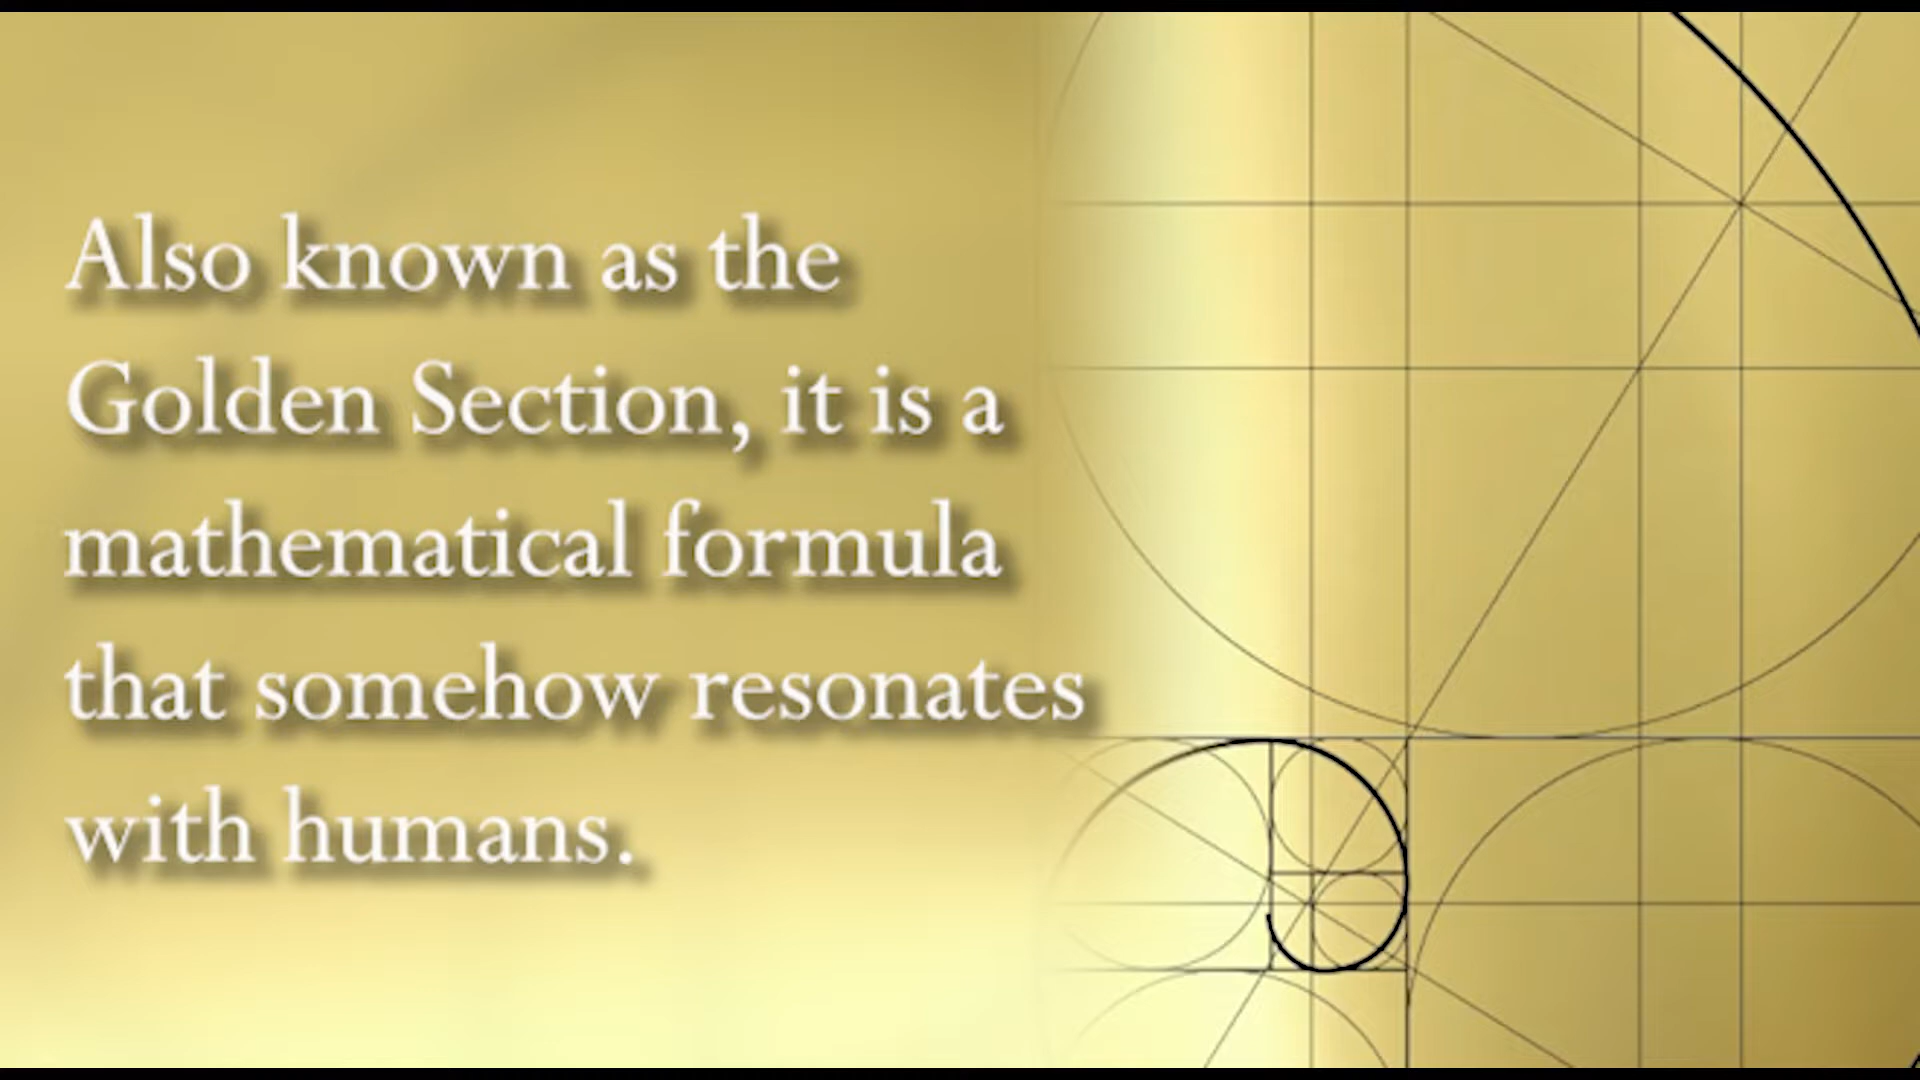 Also known as the
Golden Section, it is a
mathematical formula
that somehow resonates
with humans.